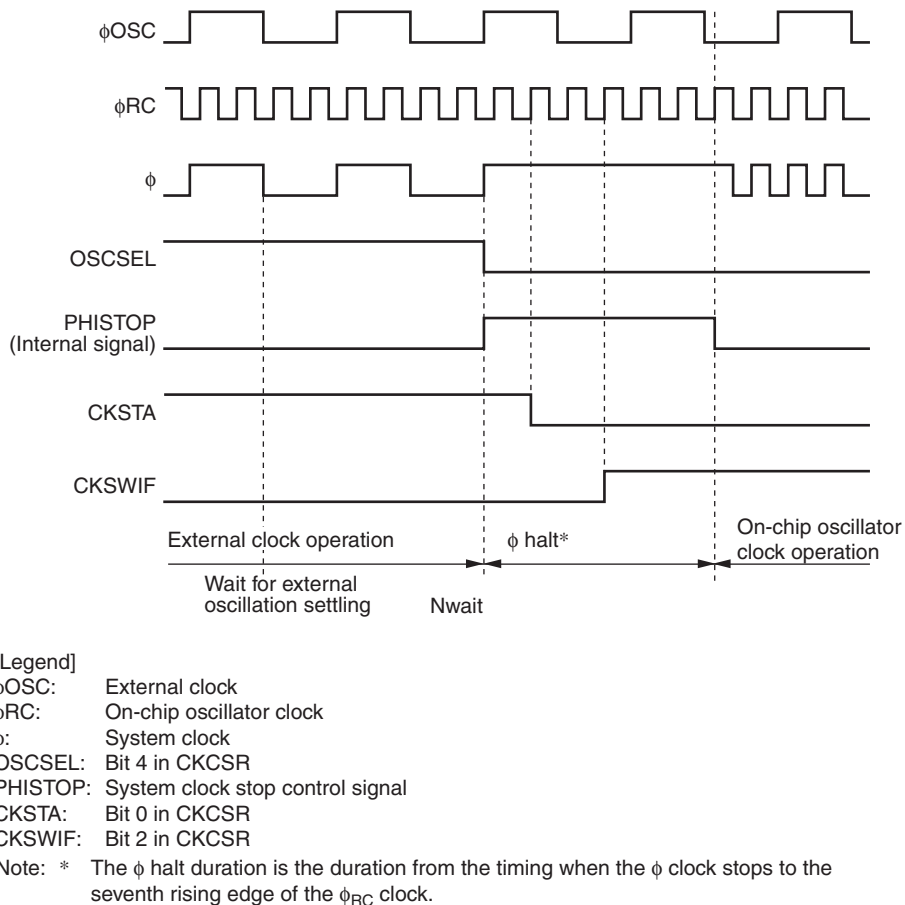 ϕOSC
ϕRC
ϕ
OSCSEL
PHISTOP
(Internal signal)
CKSTA
CKSWIF
External clock operation
ϕ halt*
On-chip oscillator
clock operation
Wait for external
oscillation settling
Nwait
Legend]
ϕOSC: External clock
ϕRC: On-chip oscillator clock
ϕ: System clock
OSCSEL: Bit 4 in CKCSR
PHISTOP: System clock stop control signal
CKSTA: Bit 0 in CKCSR
CKSWIF: Bit 2 in CKCSR
Note: * The ϕ halt duration is the duration from the timing when the ϕ clock stops to the
seventh rising edge of the ϕRC clock.